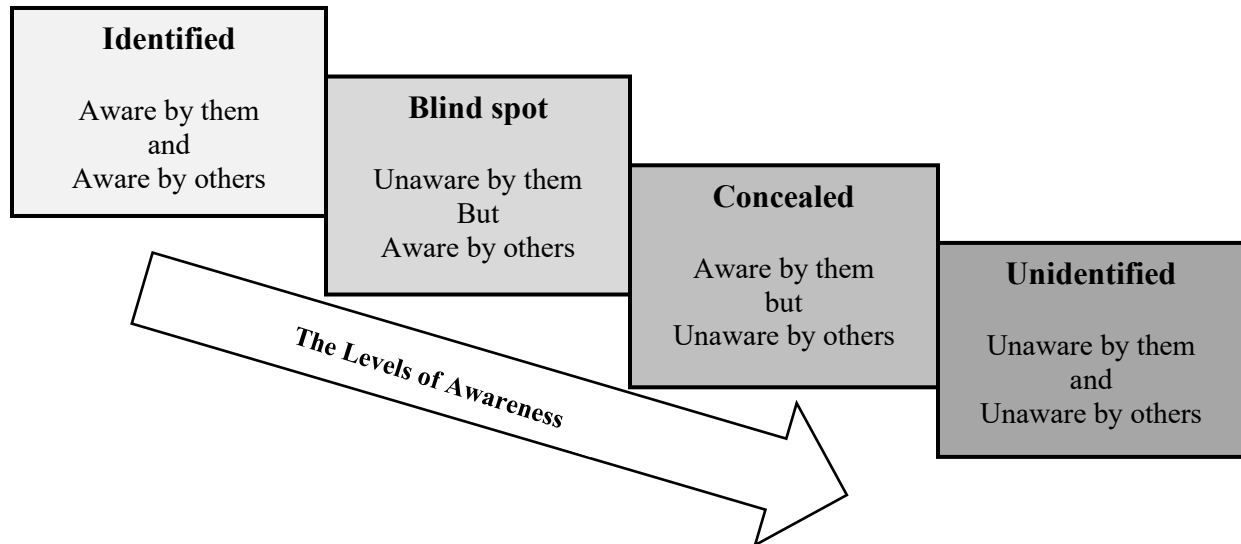 Identified
Aware by them
and
Aware by others
Blind spot
Unaware by them
But
Aware by others
Concealed
Aware by them
but
Unaware by others
Unidentified
Unaware by them
and
Unaware by others
The Levels of Awareness